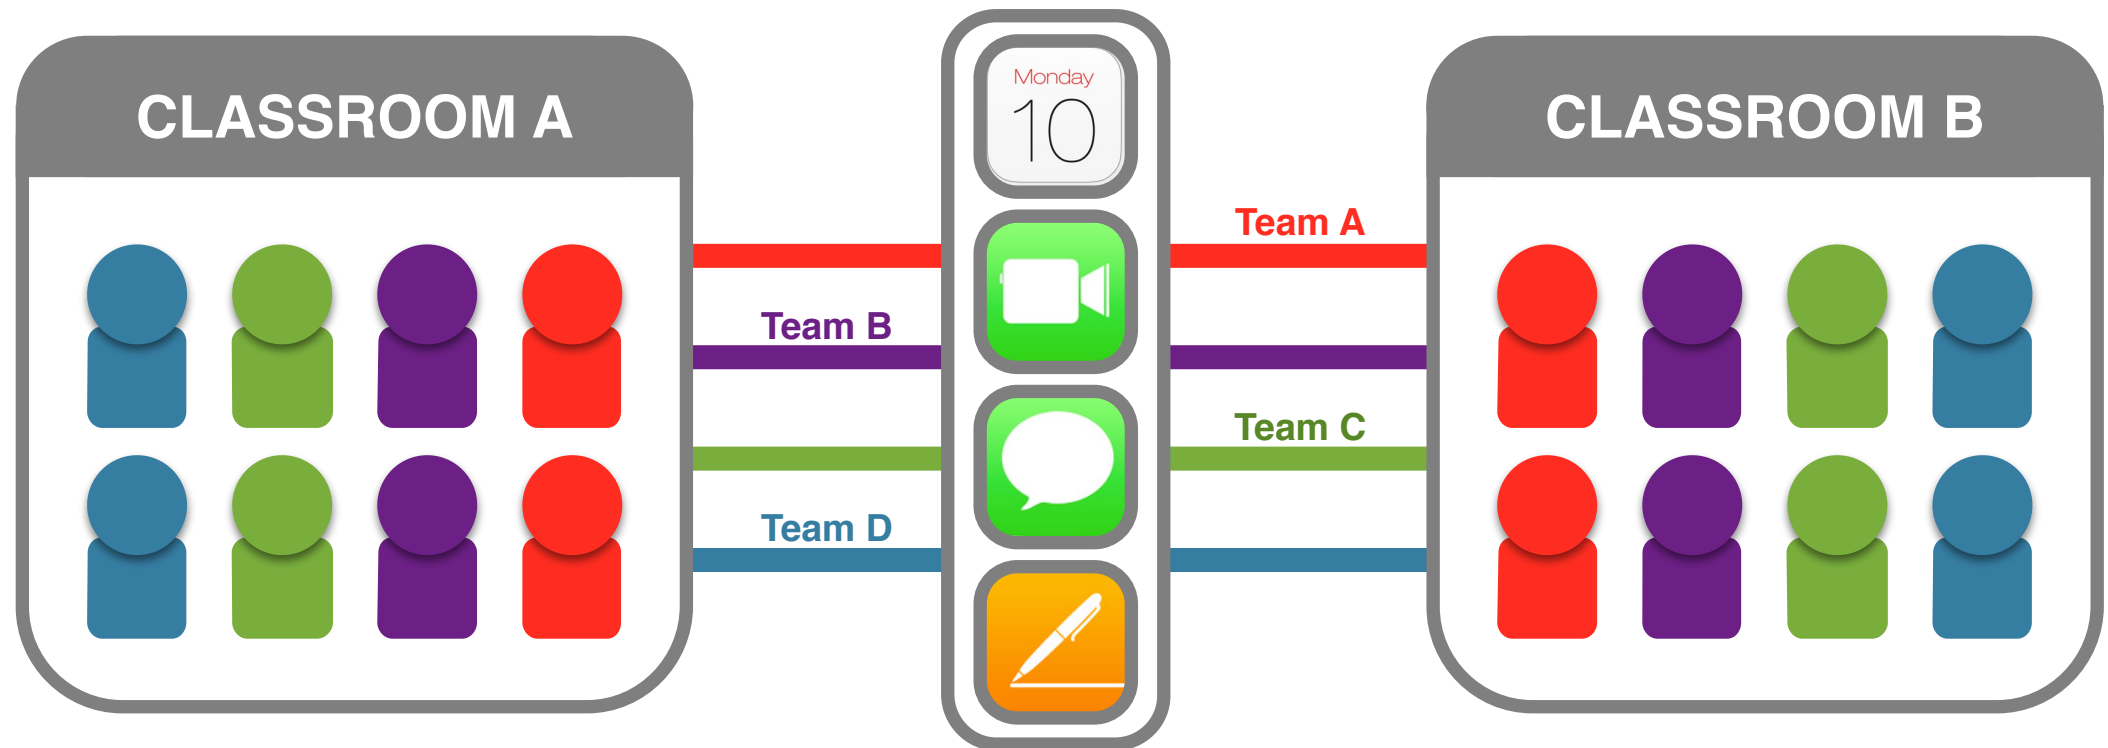 CLASSROOM A
Monday
10
CLASSROOM B
Team A
Team B
Team C
Team D